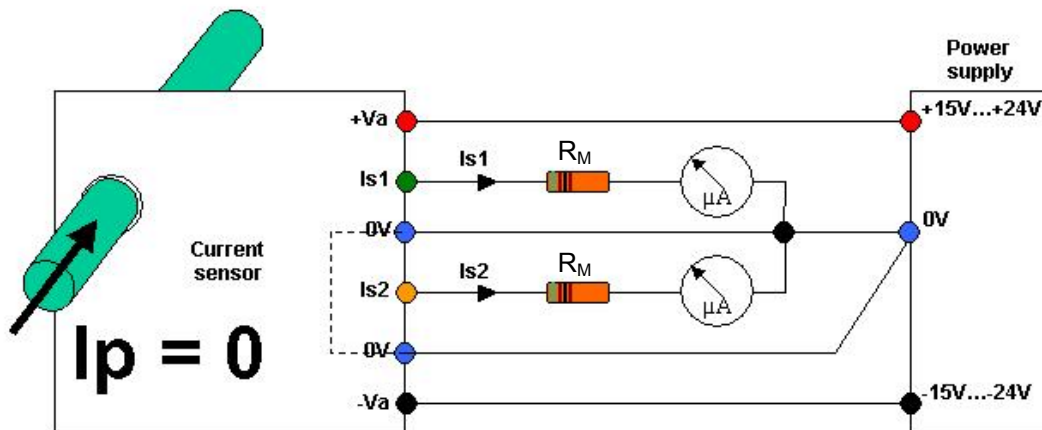 Power
supply
+Va
+15V...+24V
Is1
Is1
RM
µA
0V
0V
Current
sensor
Is2
Is2
RM
µA
Ip = 0
0V
-Va
-15V...-24V